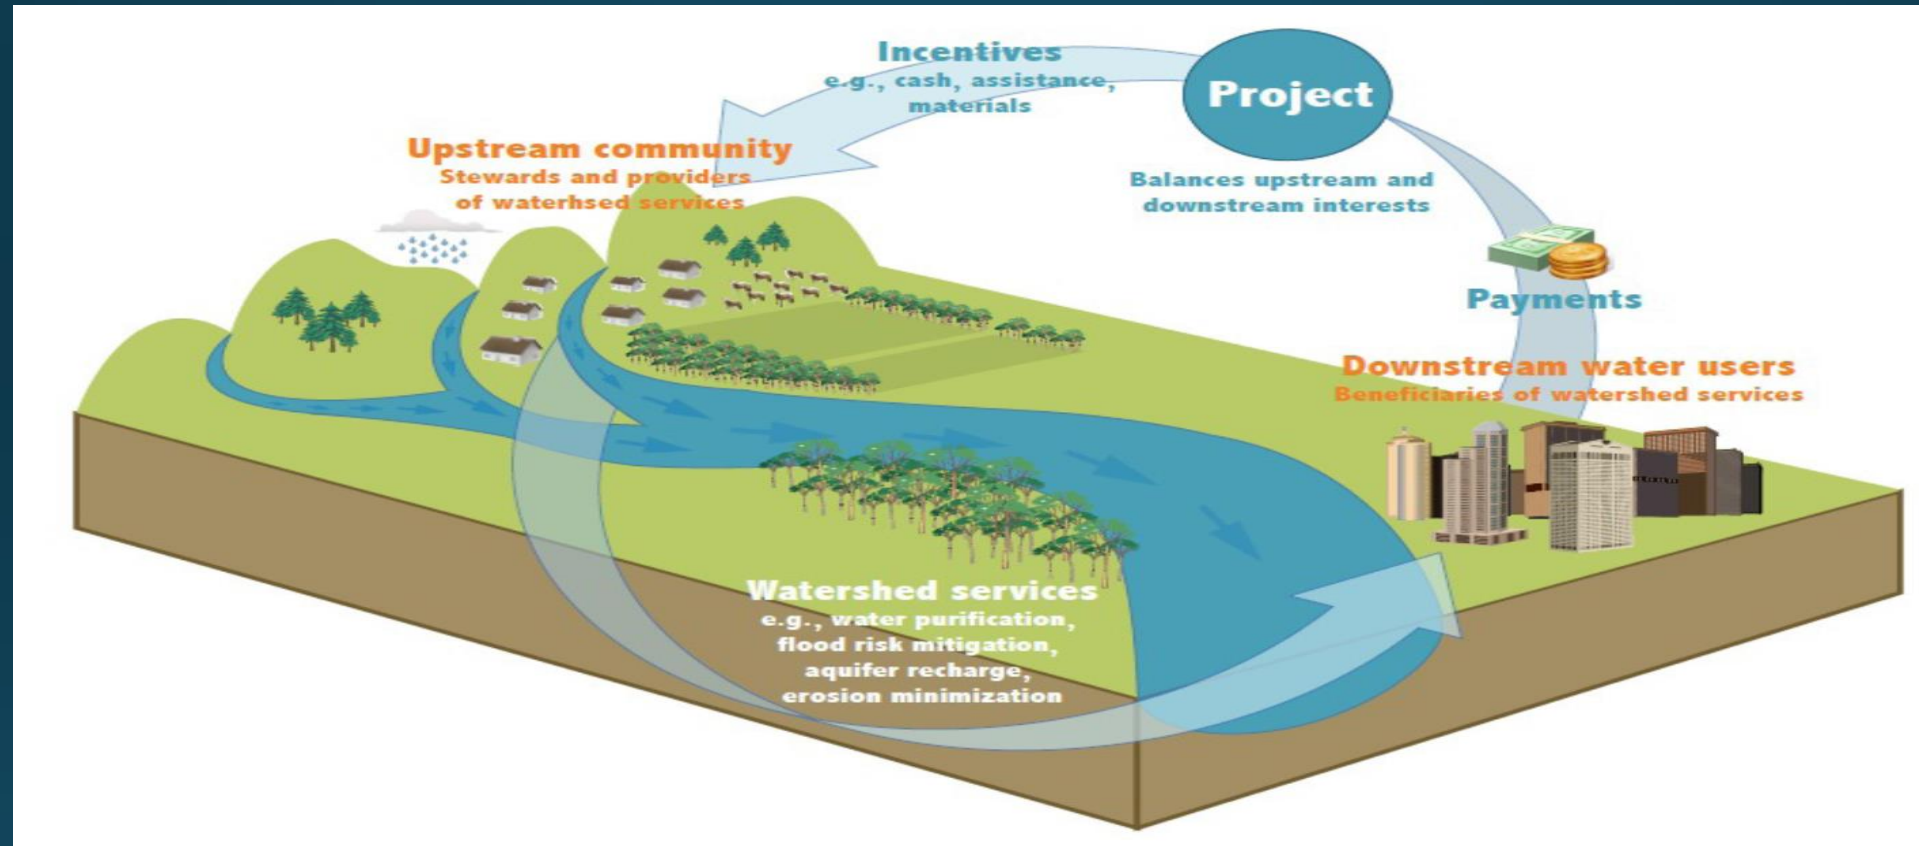 Incentives
e.g., cash, assistance,
materials
Project
Balances upstream and
downstream interests
Upstream community
Stewards and providers
of waterhsed services
Payments
Downstream water users
Beneficiaries of watershed services
Watershed services
e.g., water purification,
flood risk mitigation,
aquifer recharge,
erosion minimization